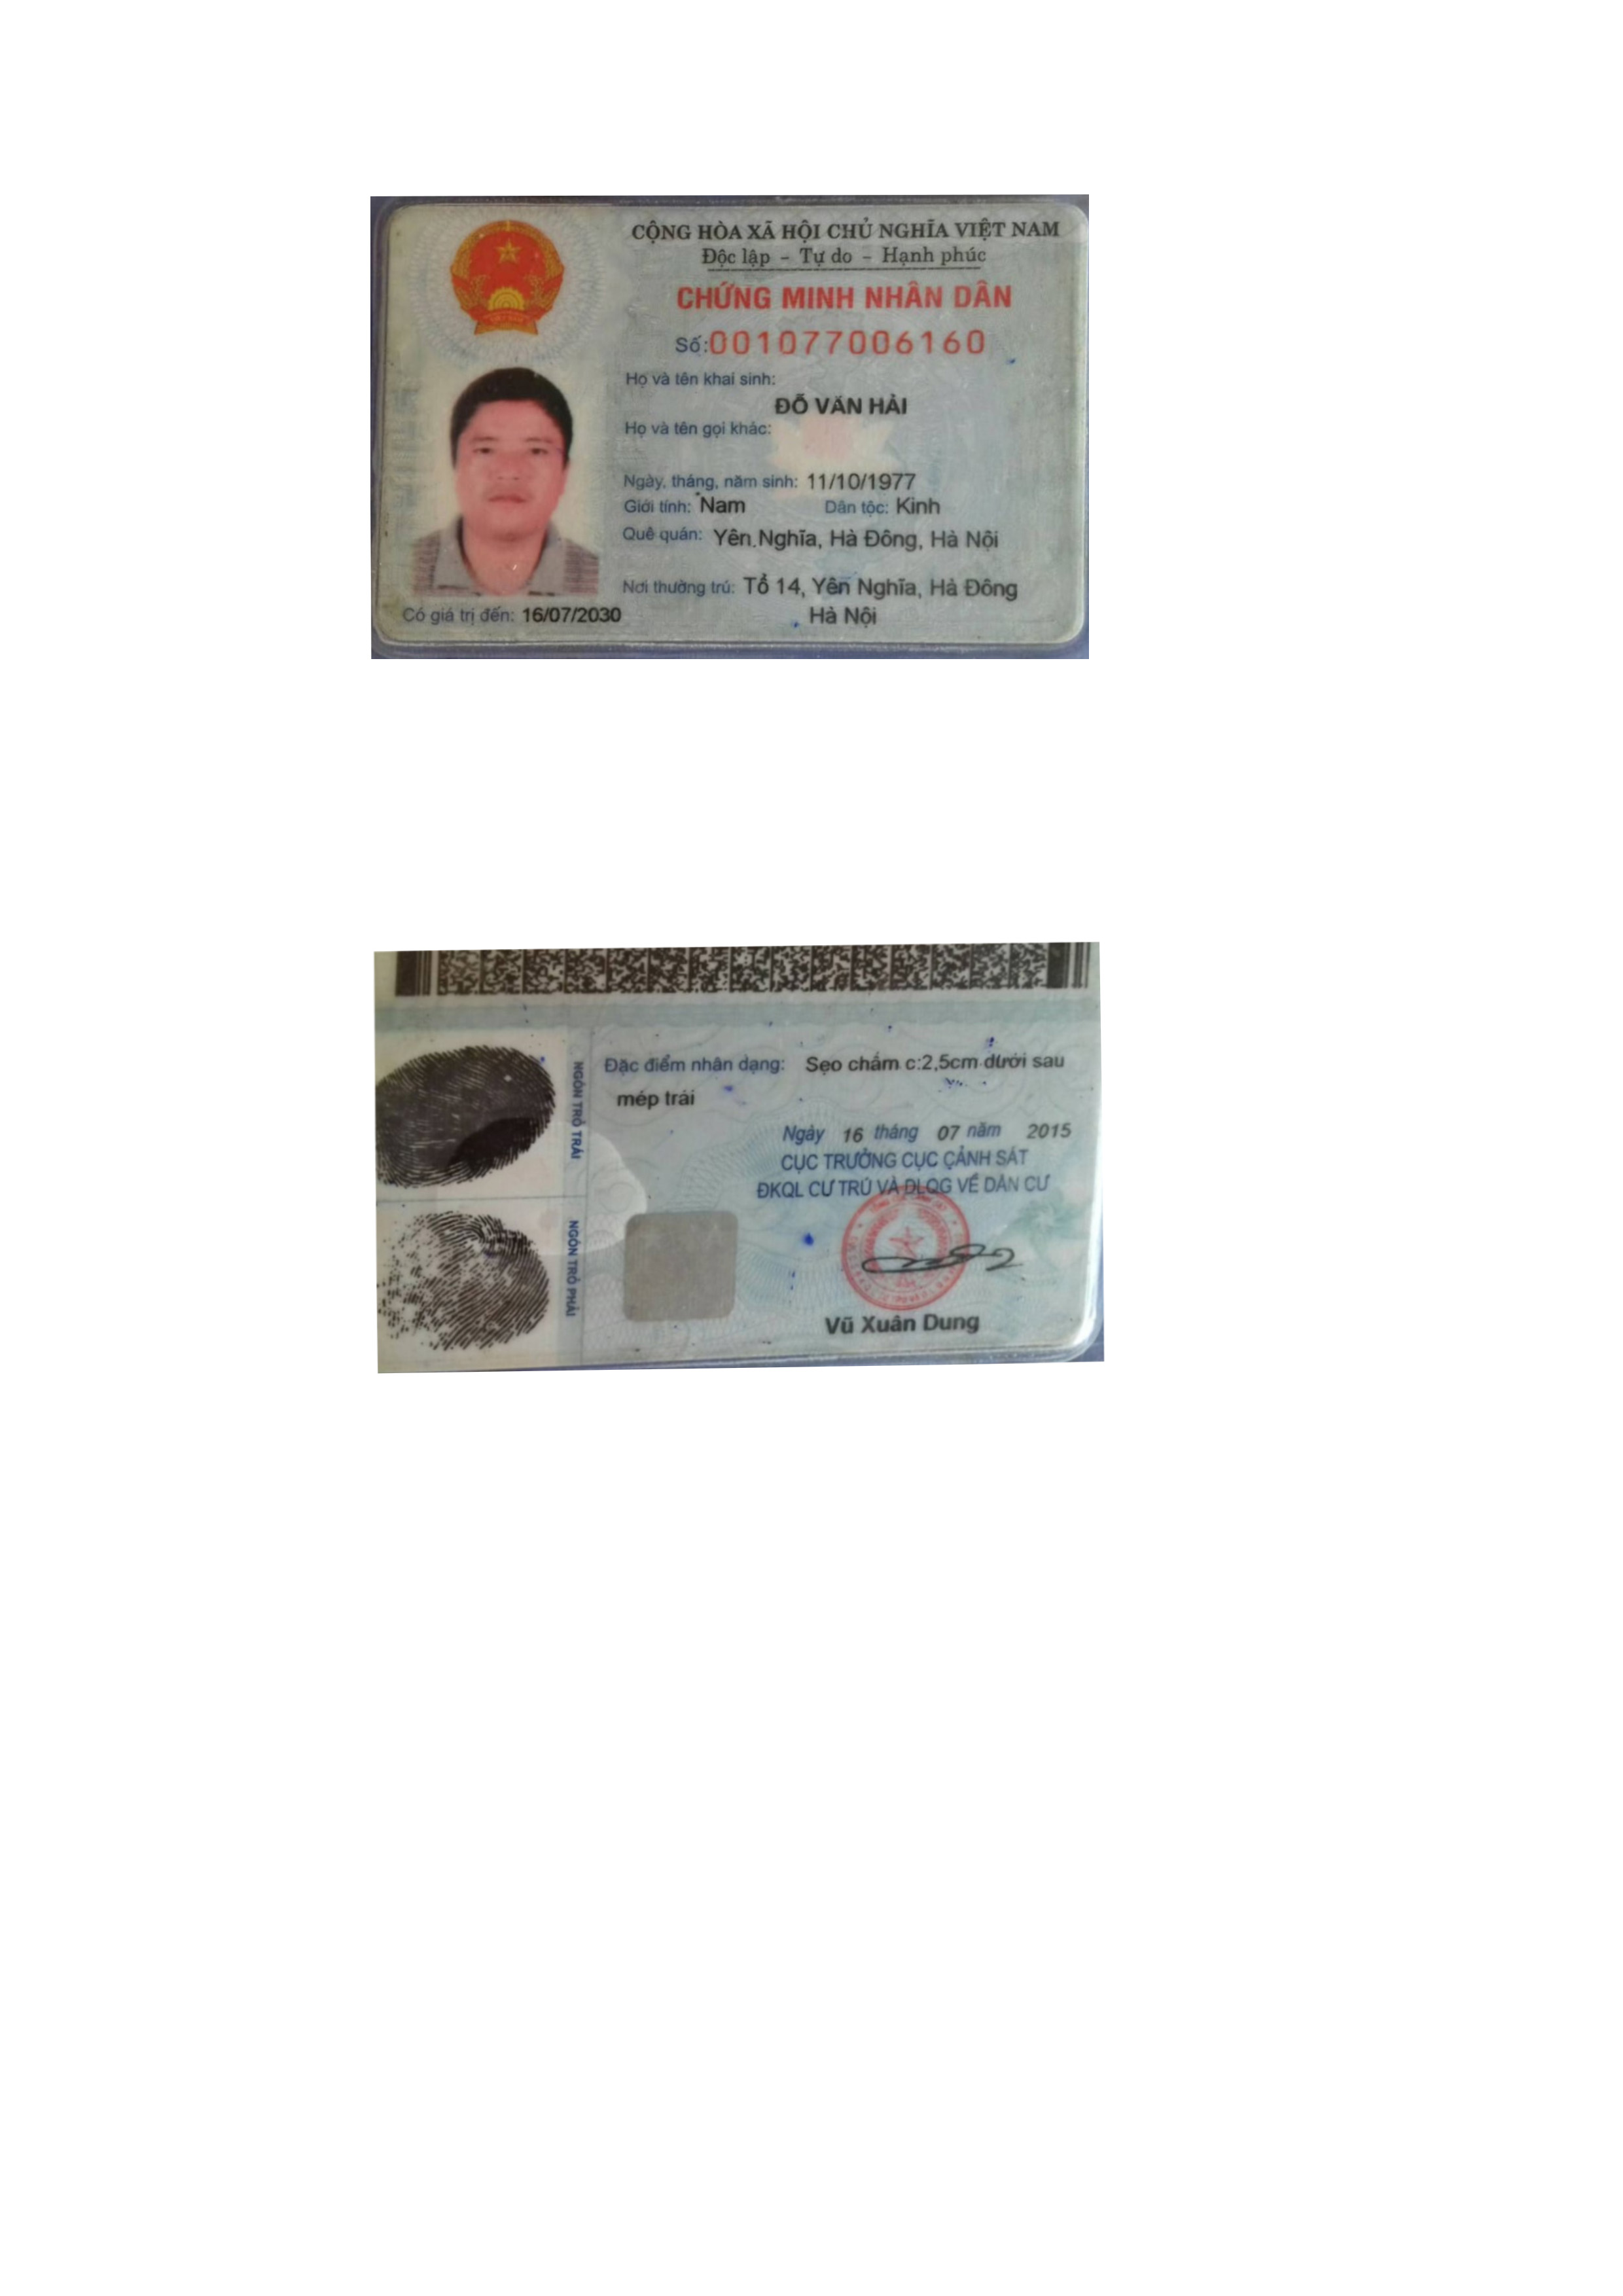 CỘNG HÒA XÃ HỘI CHỦ NGHĨA VIỆT NAM
Độc lập - Tự do - Hạnh phúc
CHỨNG MINH NHÂN DÂN
Số:001077006160
Họ và tên khai sinh:
ĐỖ VĂN HẢI
Họ và tên gọi khác:
Ngày, tháng, năm sinh: 11/10/1977
Giới tính: Nam Dân tộc: Kinh
Quê quán: Yên Nghĩa, Hà Đông, Hà Nội
Nơi thường trú: Tổ 14, Yên Nghĩa, Hà Đông
Hà Nội
Có giá trị đến: 16/07/2030
NGÓN TRỎ TRÁI
NGÓN TRỎ PHẢI
Đặc điểm nhân dạng: Sẹo chấm c:2,5cm dưới sau
mép trái
Ngày 16 tháng 07 năm 2015
CỤC TRƯỞNG CỤC CẢNH SÁT
ĐKQL CƯ TRÚ VÀ DLQG VỀ DÂN CƯ
Vũ Xuân Dung